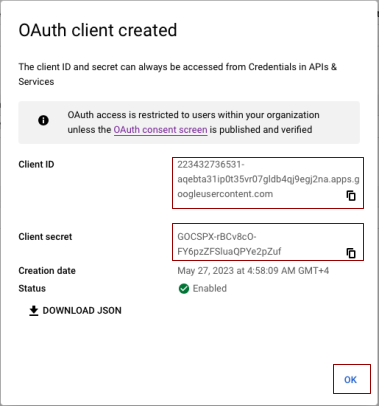 OAuth client created
The client ID and secret can always be accessed from Credentials in APIs &
Services
OAuth access is restricted to users within your organization
unless the OAuth consent screen is published and verified
Client ID
223432736531-
aqebta31ip0t35vr07gldb4qj9egj2na.apps.g
oogleusercontent.com
Client secret
GOCSPX-rBCv8cO-
FY6pzZFSluaQPYe2pZuf
Creation date
May 27, 2023 at 4:58:09 AM GMT+4
Status
Enabled
DOWNLOAD JSON
OK